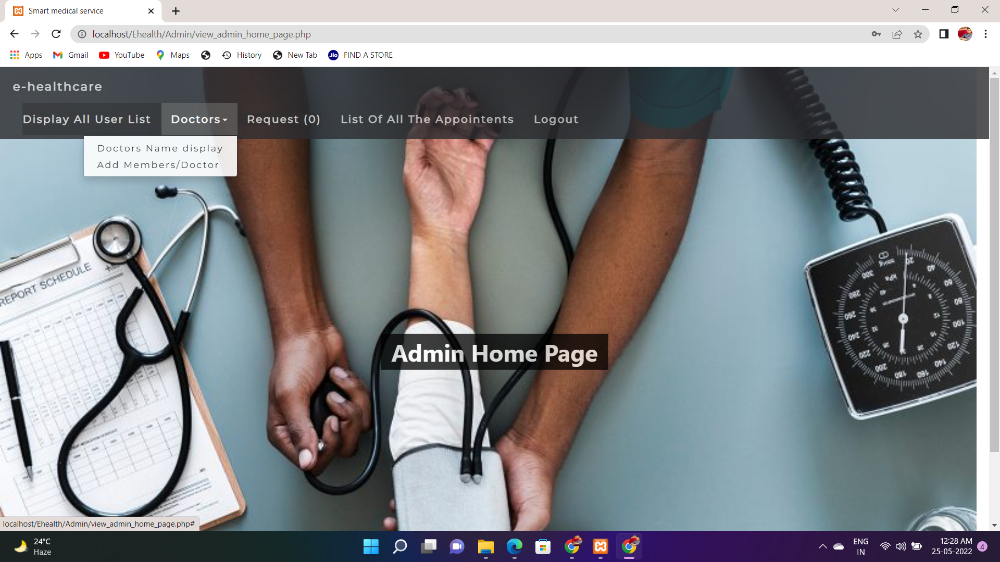 Smart medical service
localhost/Ehealth/Admin/view_admin_home_page.php
Apps Gmail YouTube Maps History New Tab Jio FIND A STORE
e-healthcare
Display All User List Doctors Request (0) List Of All The Appointents Logout
Doctors Name display
Add Members/Doctor
REPORT SCHEDULE
Admin Home Page
localhost/Ehealth/Admin/view_admin_home_page.php#
24°C
Haze
ENG
IN
12:28 AM
25-05-2022
4